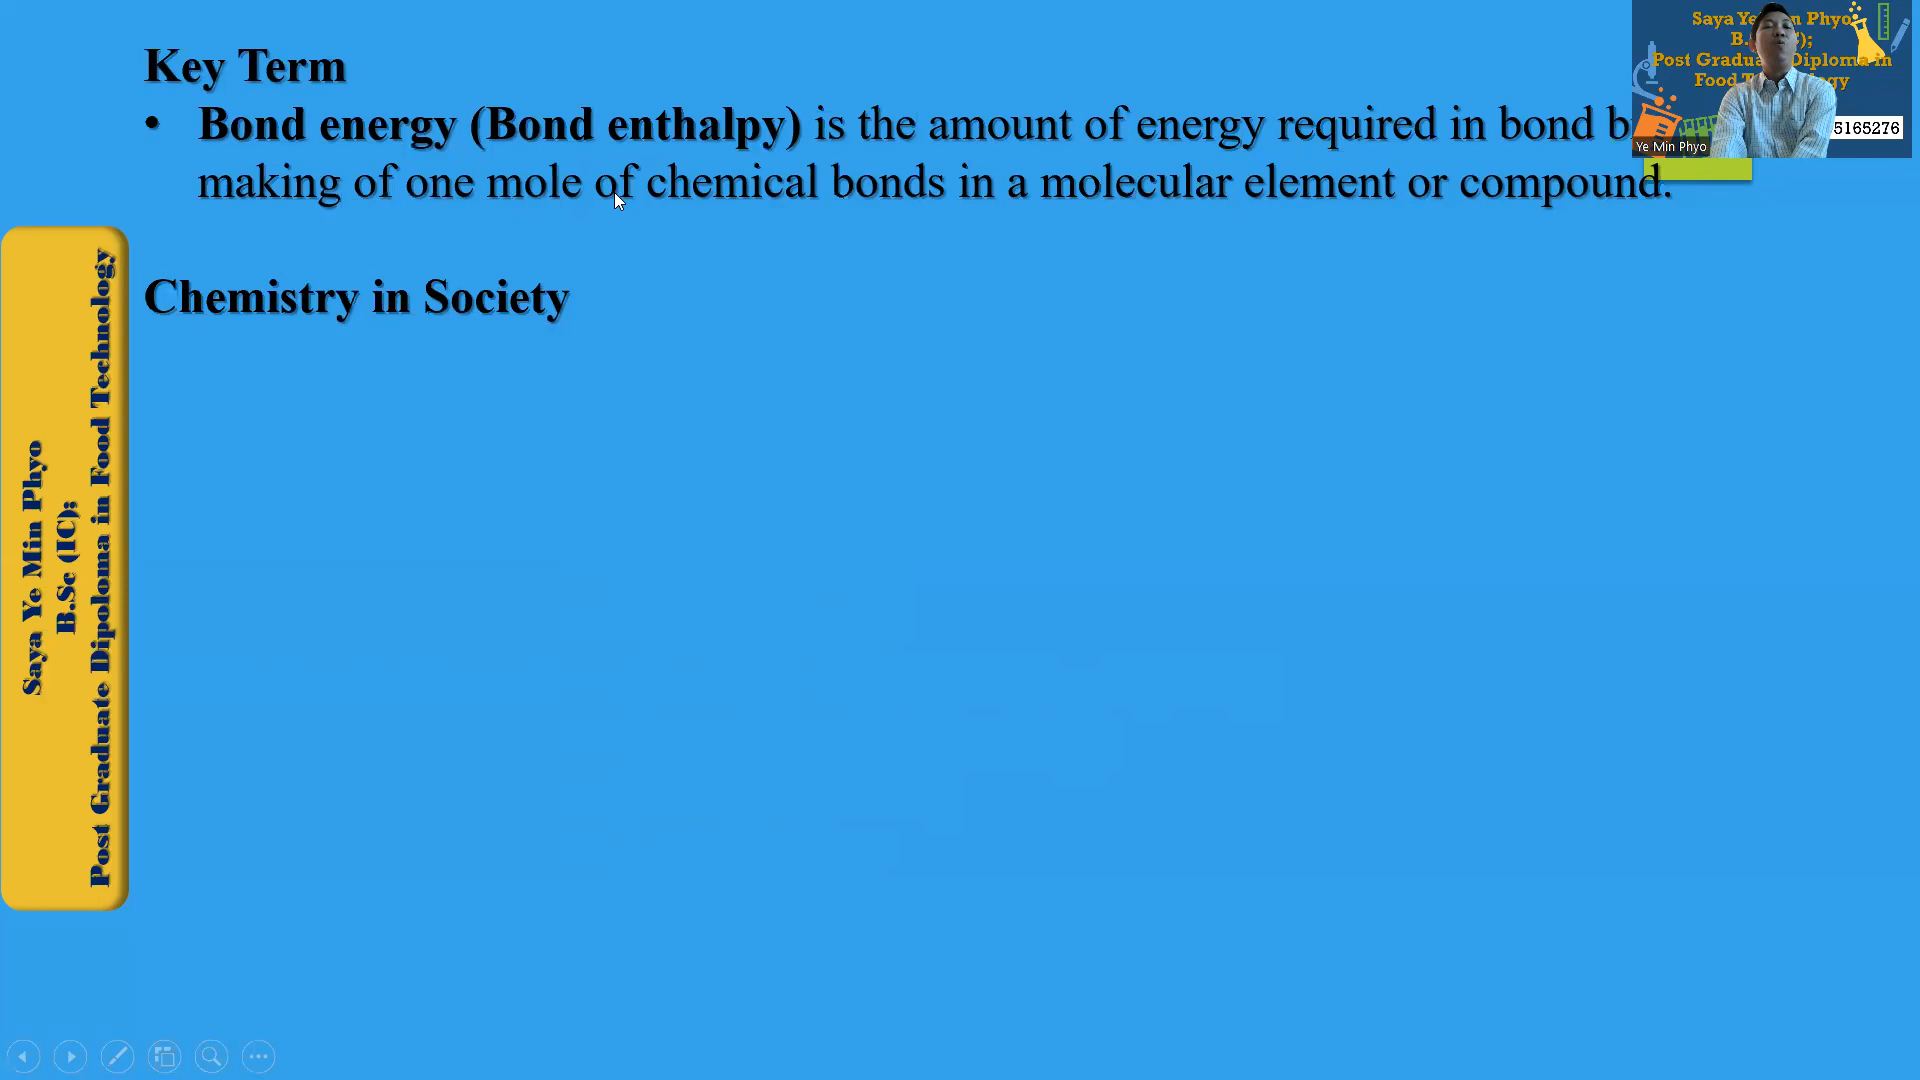 Key Term
• Bond energy (Bond enthalpy) is the amount of energy required in bond
making of one mole of chemical bonds in a molecular element or compound.
Chemistry in Society
Saya Ye Min Phyo
B.Sc (IC);
Post Graduate Dipoloma in Food Technology
Saya Phyo
Post Diploma in
Food
5165276
Ye Min Phyo